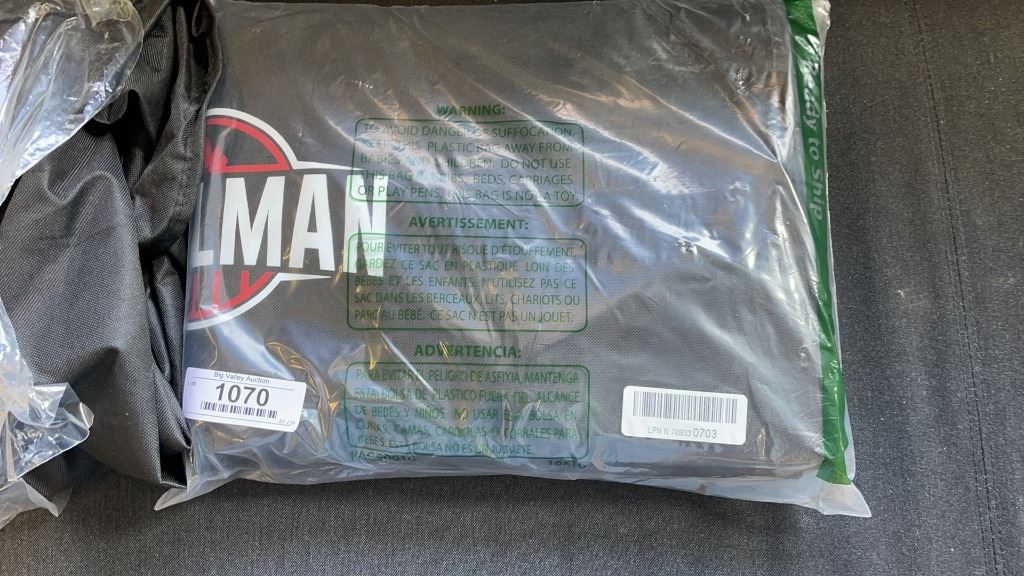 LMAN
WARNING:
TO AVOID DANGER OF SUFFOCATION,
KEEP THIS PLASTIC BAG AWAY FROM
BABIES AND CHILDREN. DO NOT USE
THIS BAG IN CRIBS, BEDS, CARRIAGES
OR PLAY PENS. THIS BAG IS NOT A TOY.
AVERTISSEMENT:
POUR ÉVITER TOUT RISQUE D'ÉTOUFFEMENT,
GARDEZ CE SAC EN PLASTIQUE LOIN DES
BÉBÉS ET LES ENFANTS. N'UTILISEZ PAS CE
SAC DANS LES BERCEAUX, LITS, CHARIOTS OU
PARC AU BÉBÉ. CE SAC N'EST PAS UN JOUET.
ADVERTENCIA:
PARA EVITAR EL PELIGRO DE ASFIXIA, MANTENGA
ESTA BOLSA DE PLASTICO FUERA DEL ALCANCE
DE BEBÉS Y NIÑOS. NO USAR ESTA BOLSA EN
CUNAS, CAMAS, CARRIOLAS O CORRALES PARA
BEBÉS. ESTA BOLSA NO ES UN JUGUETE.
Ready to Ship
Big Valley Auction
LOT:
1070
LPN N 70933 0703